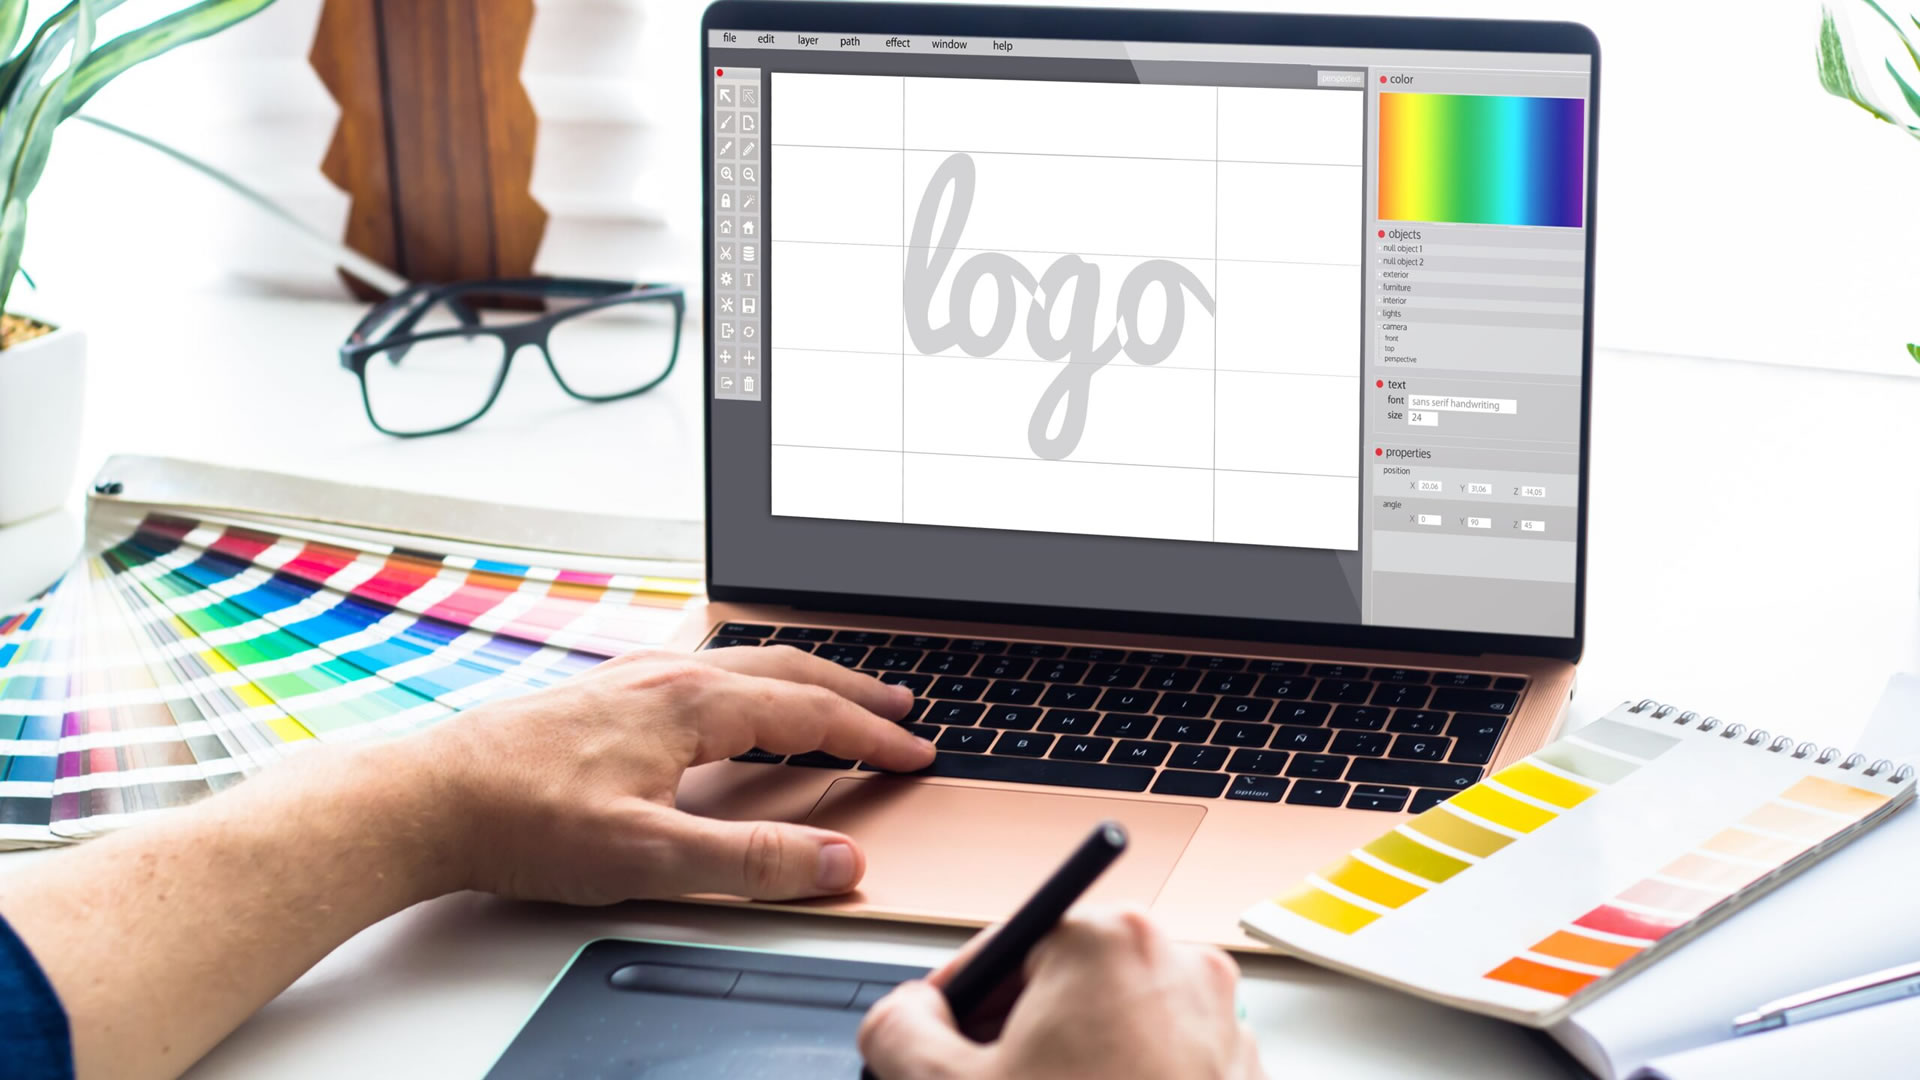 file edit layer path effect window help
perspective
color
logo
objects
null object 1
null object 2
exterior
furniture
interior
lights
camera
front
top
perspective
text
font sans serif handwriting
size 24
properties
position
X 20,06 Y 31,06 Z 14,05
angle
X 0 Y 90 Z 45
T
esc
R T Y U I O P
F G H J K L Ñ
V B N M
Ç
option